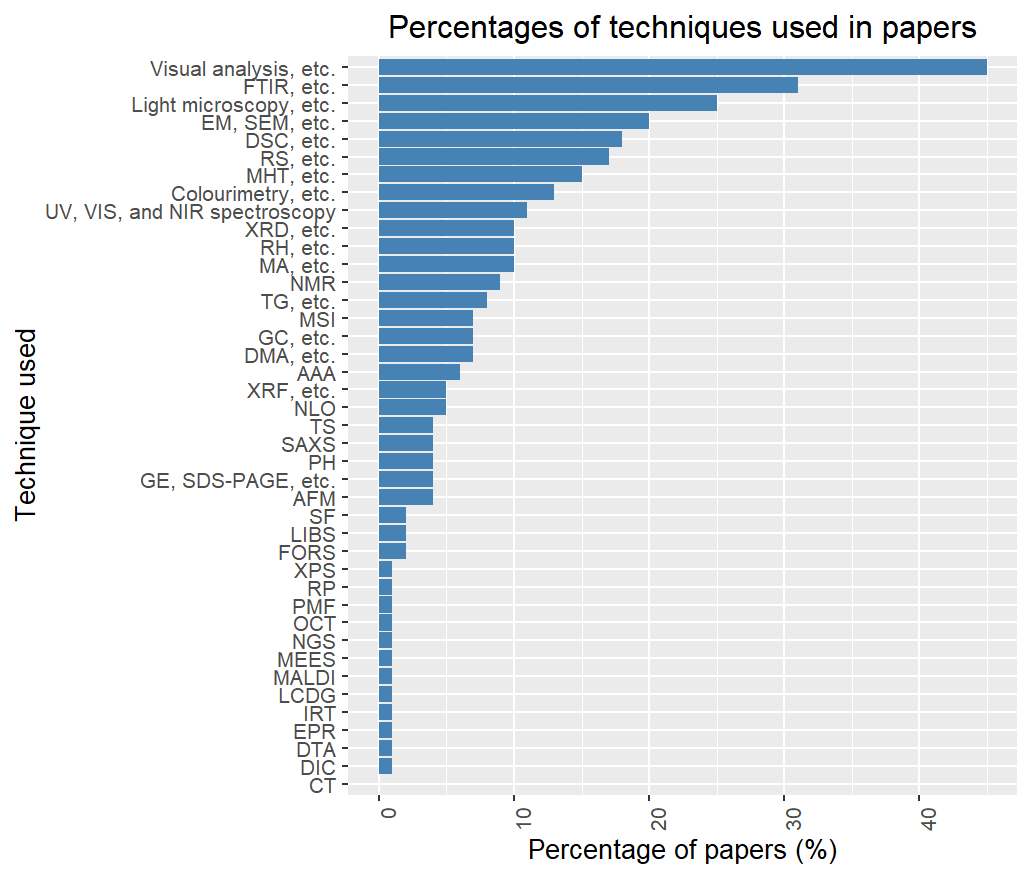 Percentages of techniques used in papers
Technique used
Visual analysis, etc.
FTIR, etc.
Light microscopy, etc.
EM, SEM, etc.
DSC, etc.
RS, etc.
MHT, etc.
Colourimetry, etc.
UV, VIS, and NIR spectroscopy
XRD, etc.
RH, etc.
MA, etc.
NMR
TG, etc.
MSI
GC, etc.
DMA, etc.
AAA
XRF, etc.
NLO
TS
SAXS
PH
GE, SDS-PAGE, etc.
AFM
SF
LIBS
FORS
XPS
RP
PMF
OCT
NGS
MEES
MALDI
LCDG
IRT
EPR
DTA
DIC
CT
0 10 20 30 40
Percentage of papers (%)